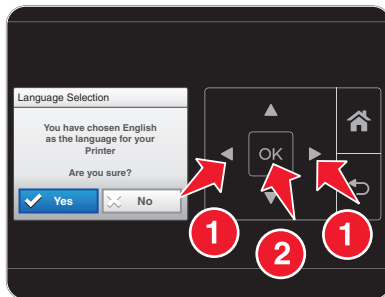 Language Selection
You have chosen English
as the language for your
Printer
Are you sure?
Yes
No
OK
1
2
1